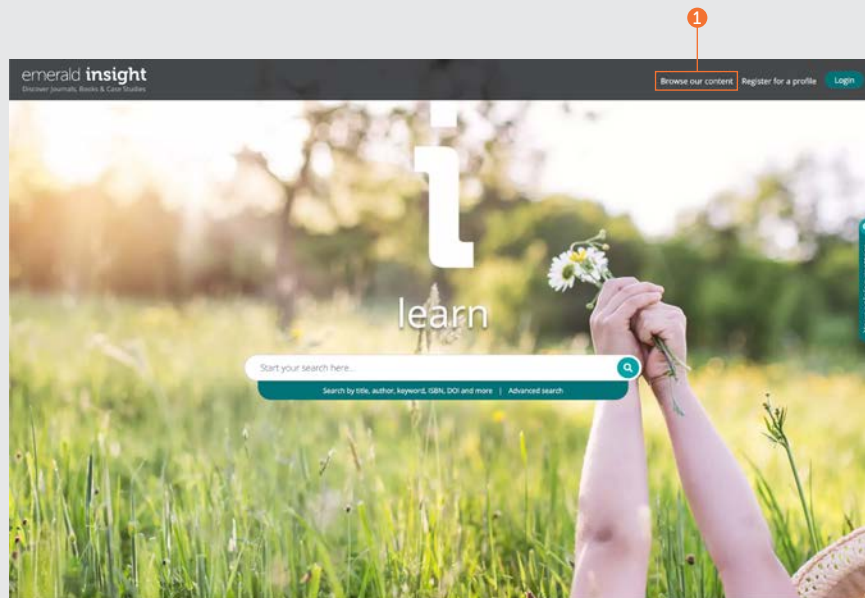 1
emerald insight
Discover Journals, Books & Case Studies
Browse our content Register for a profile Login
i
learn
Start your search here...
Search by title, author, keyword, ISBN, DOI and more | Advanced search